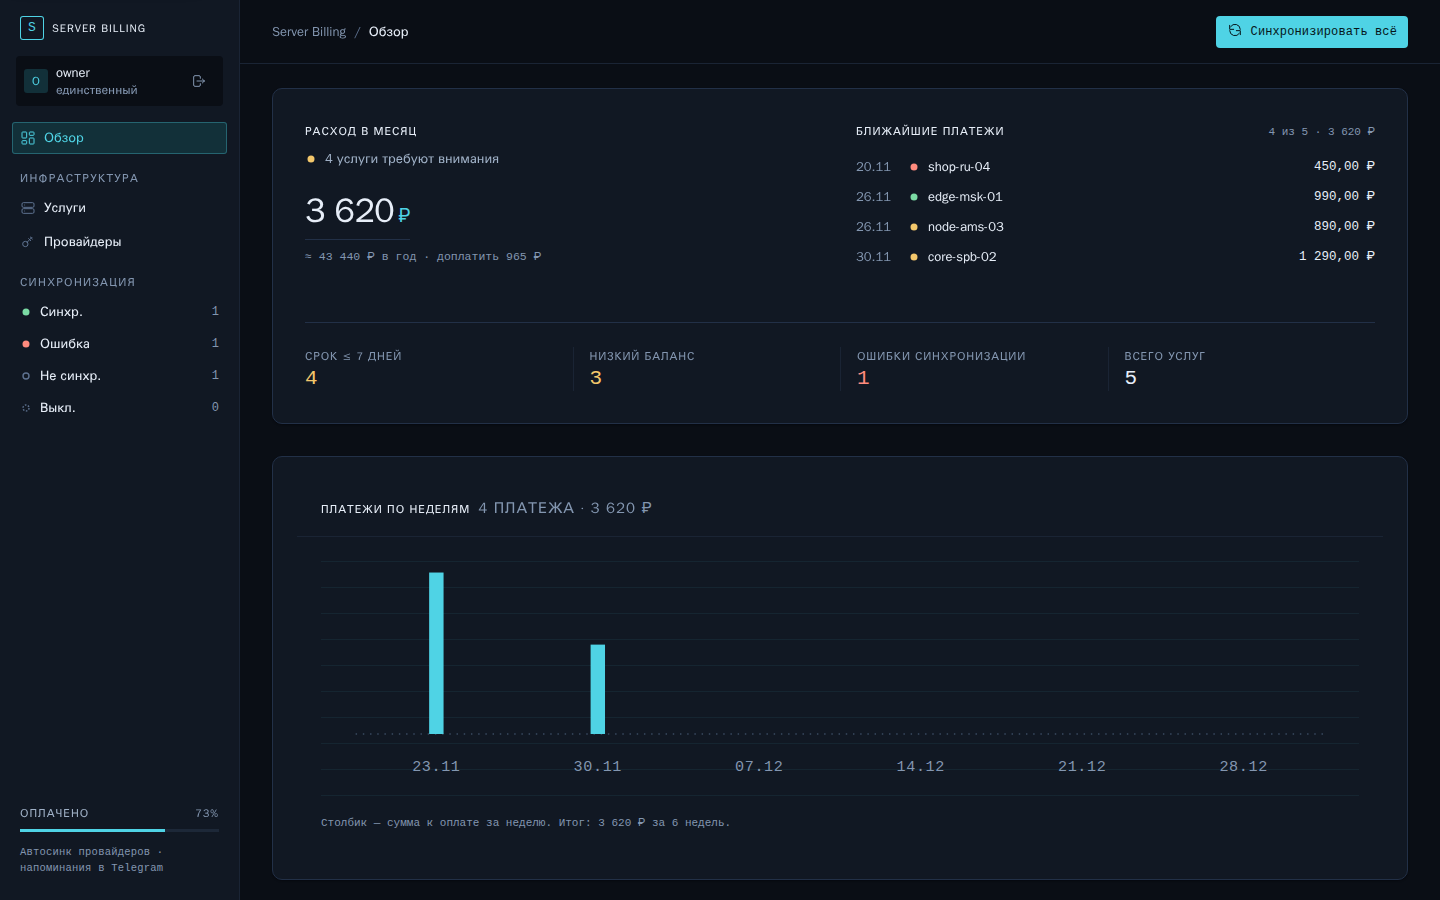 S SERVER BILLING
O owner
единственный
Обзор
ИНФРАСТРУКТУРА
Услуги
Провайдеры
СИНХРОНИЗАЦИЯ
Синхр. 1
Ошибка 1
Не синхр. 1
Выкл. 0
ОПЛАЧЕНО 73%
Автосинк провайдеров ·
напоминания в Telegram
Server Billing / Обзор
Синхронизировать всё
РАСХОД В МЕСЯЦ
4 услуги требуют внимания
3 620 ₽
≈ 43 440 ₽ в год · доплатить 965 ₽
БЛИЖАЙШИЕ ПЛАТЕЖИ 4 из 5 · 3 620 ₽
20.11 shop-ru-04 450,00 ₽
26.11 edge-msk-01 990,00 ₽
26.11 node-ams-03 890,00 ₽
30.11 core-spb-02 1 290,00 ₽
СРОК ≤ 7 ДНЕЙ
4
НИЗКИЙ БАЛАНС
3
ОШИБКИ СИНХРОНИЗАЦИИ
1
ВСЕГО УСЛУГ
5
ПЛАТЕЖИ ПО НЕДЕЛЯМ 4 ПЛАТЕЖА · 3 620 ₽
23.11 30.11 07.12 14.12 21.12 28.12
Столбик — сумма к оплате за неделю. Итог: 3 620 ₽ за 6 недель.